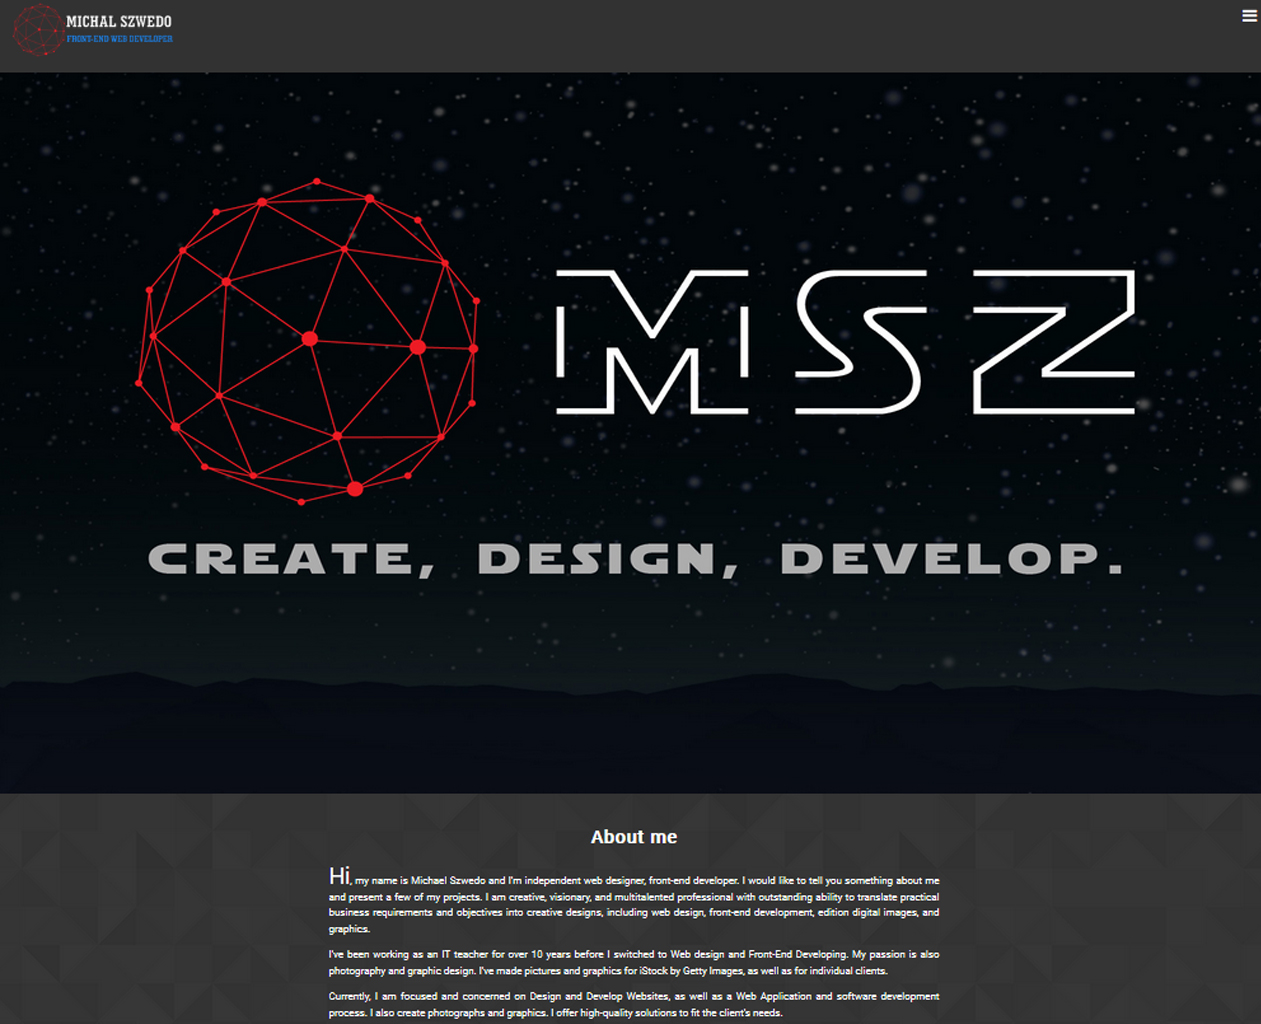 MICHAL SZWEDO
FRONT-END WEB DEVELOPER
MSZ
CREATE, DESIGN, DEVELOP.
About me
Hi, my name is Michael Szwedo and I'm independent web designer, front-end developer. I would like to tell you something about me
and present a few of my projects. I am creative, visionary, and multitalented professional with outstanding ability to translate practical
business requirements and objectives into creative designs, including web design, front-end development, edition digital images, and
graphics.
I've been working as an IT teacher for over 10 years before I switched to Web design and Front-End Developing. My passion is also
photography and graphic design. I've made pictures and graphics for iStock by Getty Images, as well as for individual clients.
Currently, I am focused and concerned on Design and Develop Websites, as well as a Web Application and software development
process. I also create photographs and graphics. I offer high-quality solutions to fit the client's needs.